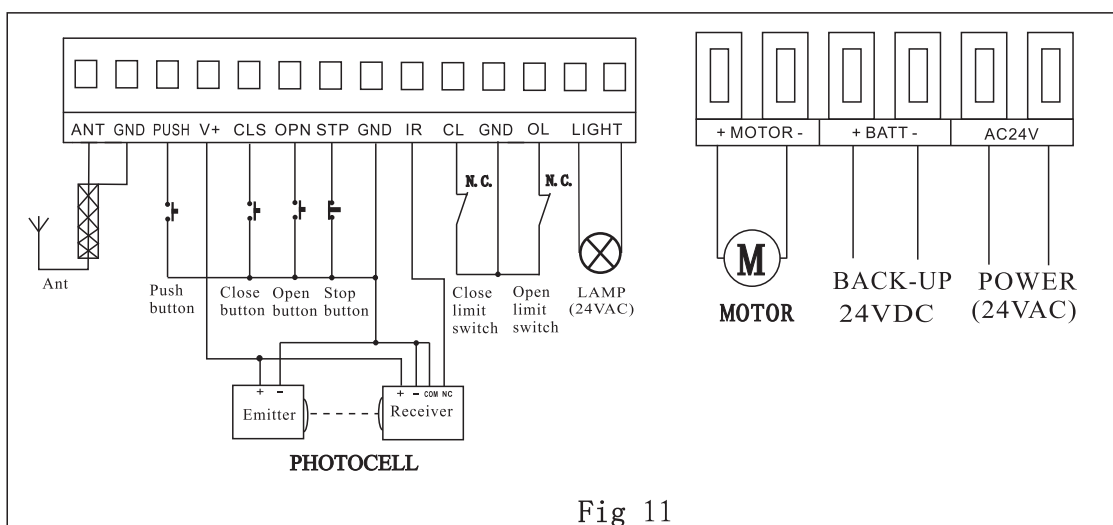 ANT GND PUSH V+ CLS OPN STP GND IR CL GND OL LIGHT
+ MOTOR - + BATT - AC24V
N.C. N.C.
Ant
Push button
Close button
Open button
Stop button
Close limit switch
Open limit switch
LAMP (24VAC)
M
MOTOR
BACK-UP 24VDC
POWER (24VAC)
+ -
Emitter
+ - COM NC
Receiver
PHOTOCELL
Fig 11